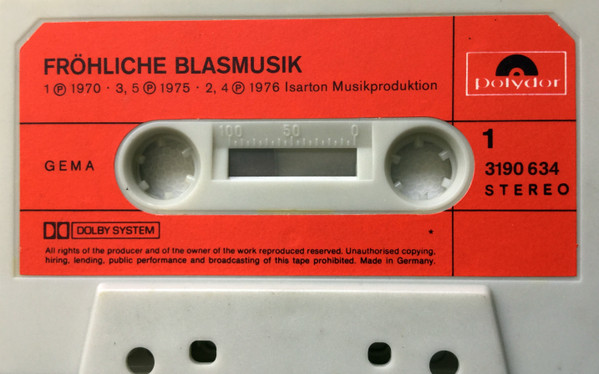 FRÖHLICHE BLASMUSIK
1 Ⓟ 1970 · 3, 5 Ⓟ 1975 · 2, 4 Ⓟ 1976 Isarton Musikproduktion
polydor
100 50 0
1
GEMA
3190 634
STEREO
DOLBY SYSTEM
*
All rights of the producer and of the owner of the work reproduced reserved. Unauthorised copying,
hiring, lending, public performance and broadcasting of this tape prohibited. Made in Germany.